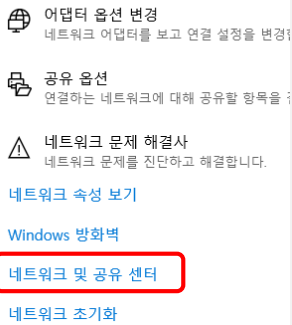 어댑터 옵션 변경
네트워크 어댑터를 보고 연결 설정을 변경
공유 옵션
연결하는 네트워크에 대해 공유할 항목을
네트워크 문제 해결사
네트워크 문제를 진단하고 해결합니다.
네트워크 속성 보기
Windows 방화벽
네트워크 및 공유 센터
네트워크 초기화